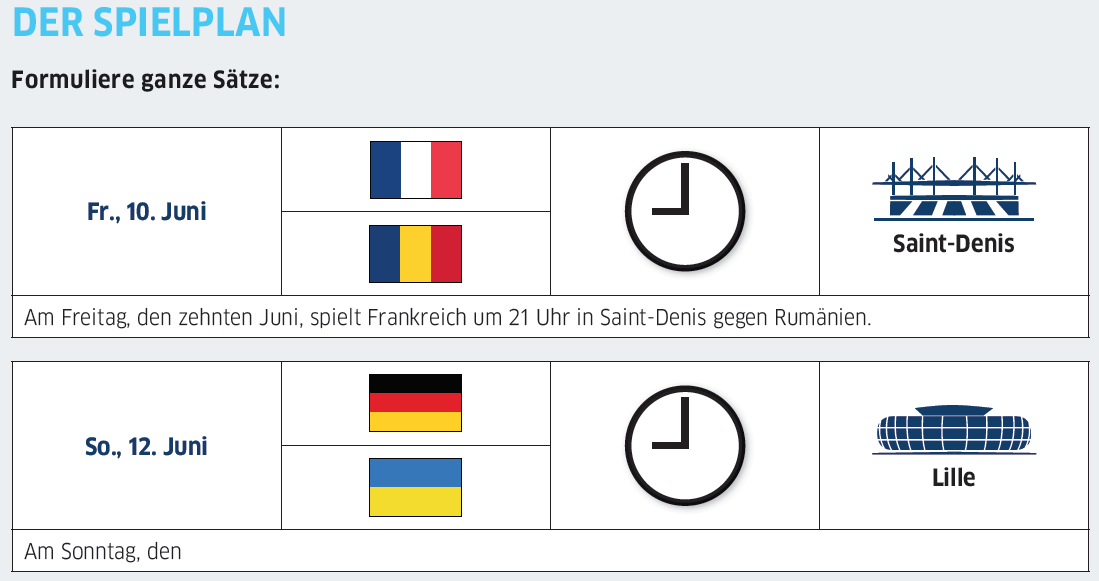 DER SPIELPLAN
Formuliere ganze Sätze:
Fr., 10. Juni
Saint-Denis
Am Freitag, den zehnten Juni, spielt Frankreich um 21 Uhr in Saint-Denis gegen Rumänien.
So., 12. Juni
Lille
Am Sonntag, den